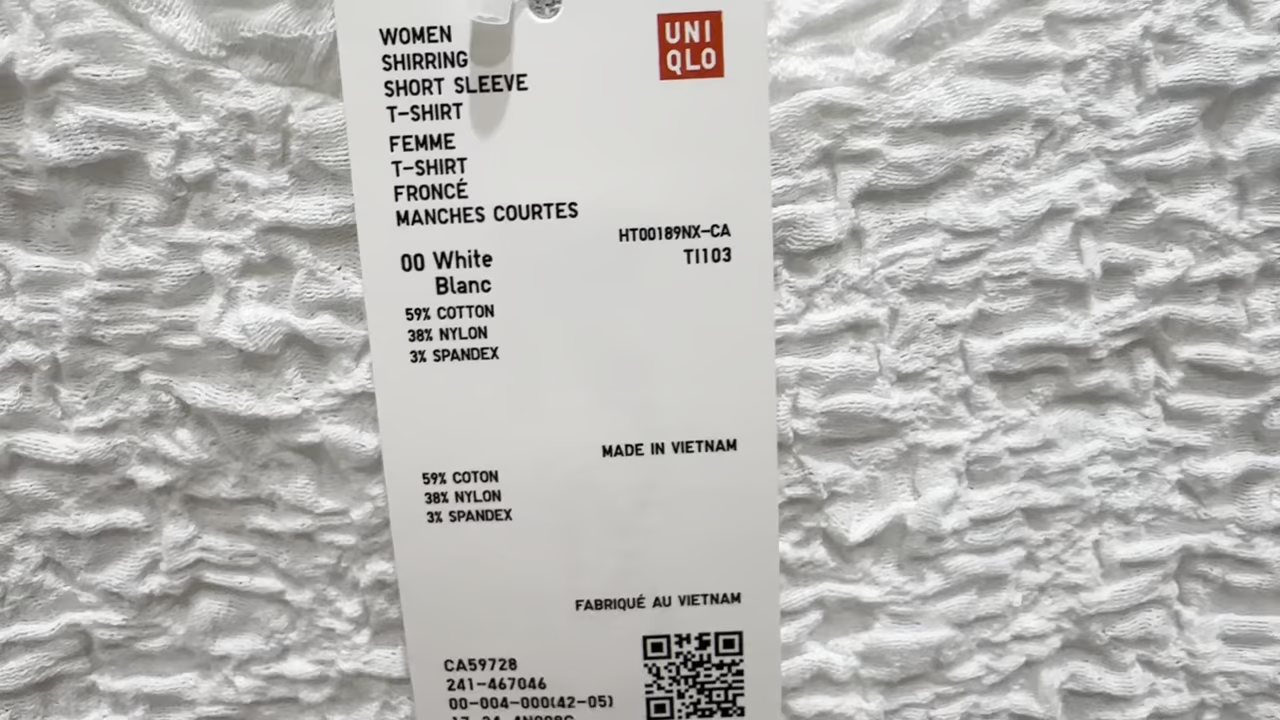 WOMEN
SHIRRING
SHORT SLEEVE
T-SHIRT
FEMME
T-SHIRT
FRONCÉ
MANCHES COURTES
UNI
QLO
HT00189NX-CA
TI103
00 White
Blanc
59% COTTON
38% NYLON
3% SPANDEX
MADE IN VIETNAM
59% COTON
38% NYLON
3% SPANDEX
FABRIQUÉ AU VIETNAM
CA59728
241-467046
00-004-000(42-05)